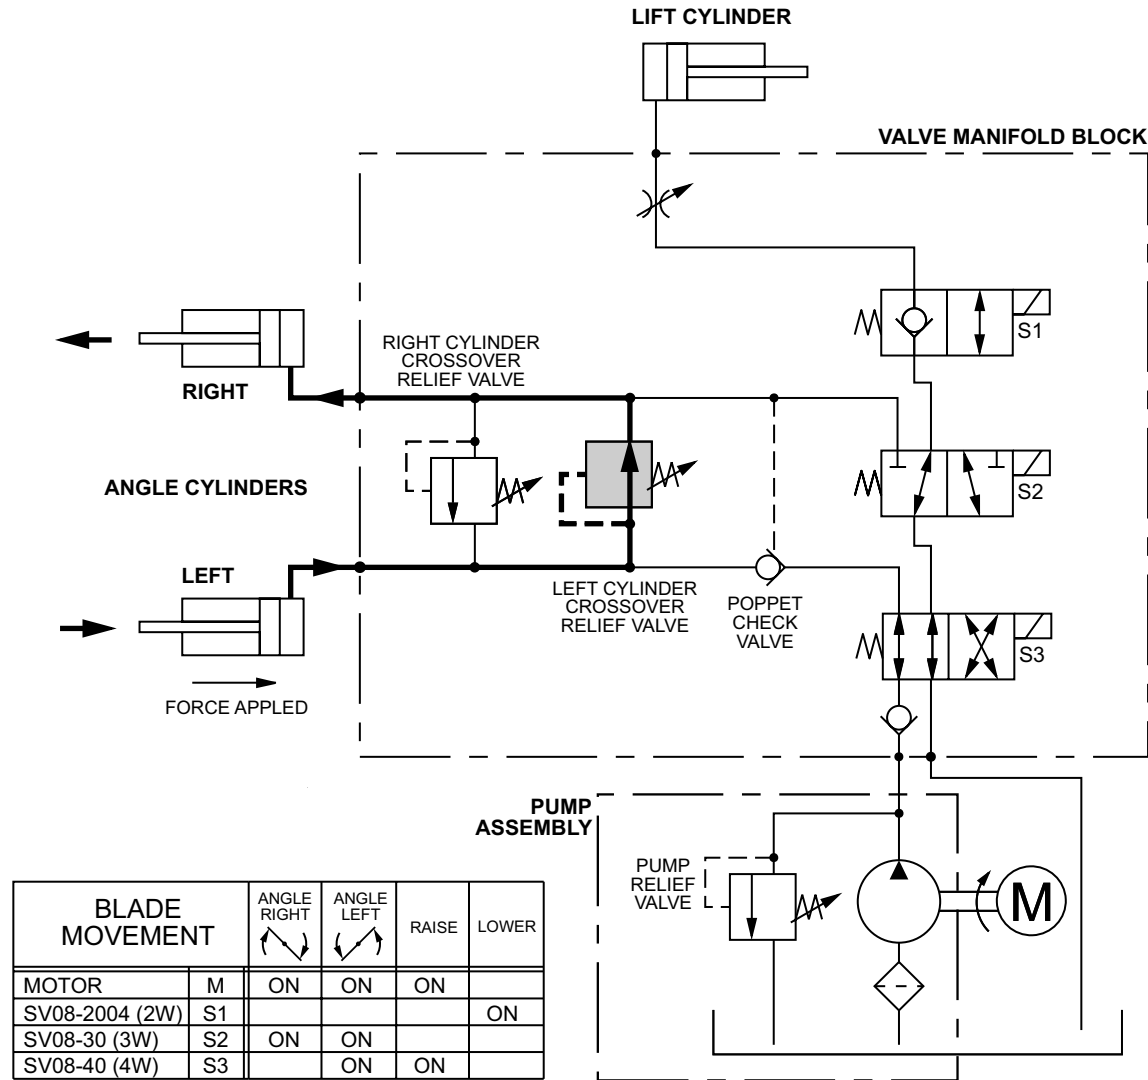 LIFT CYLINDER
VALVE MANIFOLD BLOCK
S1
RIGHT CYLINDER
CROSSOVER
RELIEF VALVE
RIGHT
ANGLE CYLINDERS
S2
LEFT
LEFT CYLINDER
CROSSOVER
RELIEF VALVE
POPPET
CHECK
VALVE
S3
FORCE APPLED
PUMP
ASSEMBLY
PUMP
RELIEF
VALVE
M
BLADE
MOVEMENT
ANGLE
RIGHT
ANGLE
LEFT
RAISE
LOWER
MOTOR M ON ON ON
SV08-2004 (2W) S1 ON
SV08-30 (3W) S2 ON ON
SV08-40 (4W) S3 ON ON